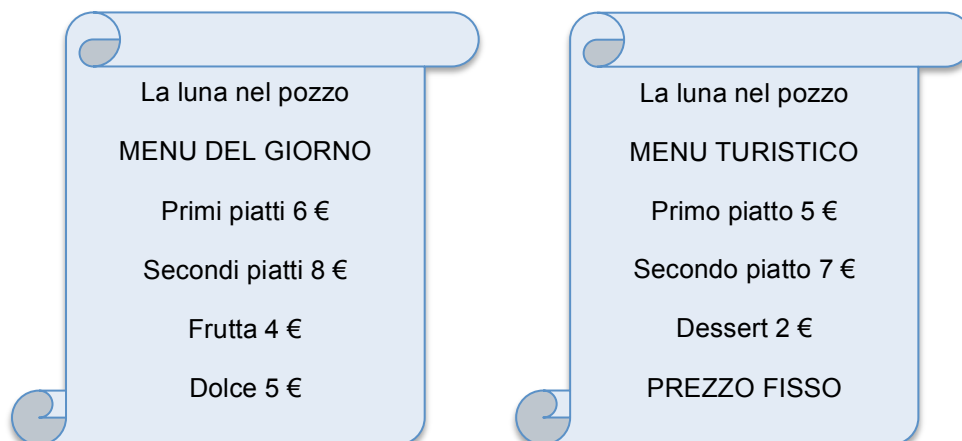 La luna nel pozzo
MENU DEL GIORNO
Primi piatti 6 €
Secondi piatti 8 €
Frutta 4 €
Dolce 5 €
La luna nel pozzo
MENU TURISTICO
Primo piatto 5 €
Secondo piatto 7 €
Dessert 2 €
PREZZO FISSO